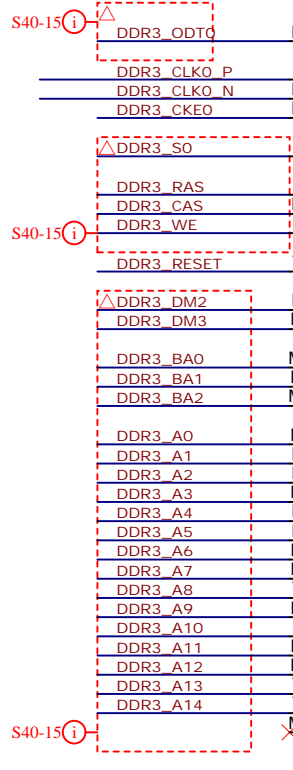 S40-15 i
DDR3_ODT0
DDR3_CLK0_P
DDR3_CLK0_N
DDR3_CKE0
DDR3_S0
DDR3_RAS
DDR3_CAS
DDR3_WE
S40-15 i
DDR3_RESET
DDR3_DM2
DDR3_DM3
DDR3_BA0
DDR3_BA1
DDR3_BA2
DDR3_A0
DDR3_A1
DDR3_A2
DDR3_A3
DDR3_A4
DDR3_A5
DDR3_A6
DDR3_A7
DDR3_A8
DDR3_A9
DDR3_A10
DDR3_A11
DDR3_A12
DDR3_A13
DDR3_A14
S40-15 i